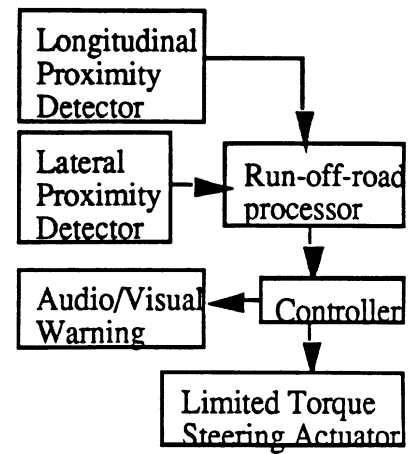 Longitudinal
Proximity
Detector
Lateral
Proximity
Detector
Run-off-road
processor
Audio/Visual
Warning
Controller
Limited Torque
Steering Actuator